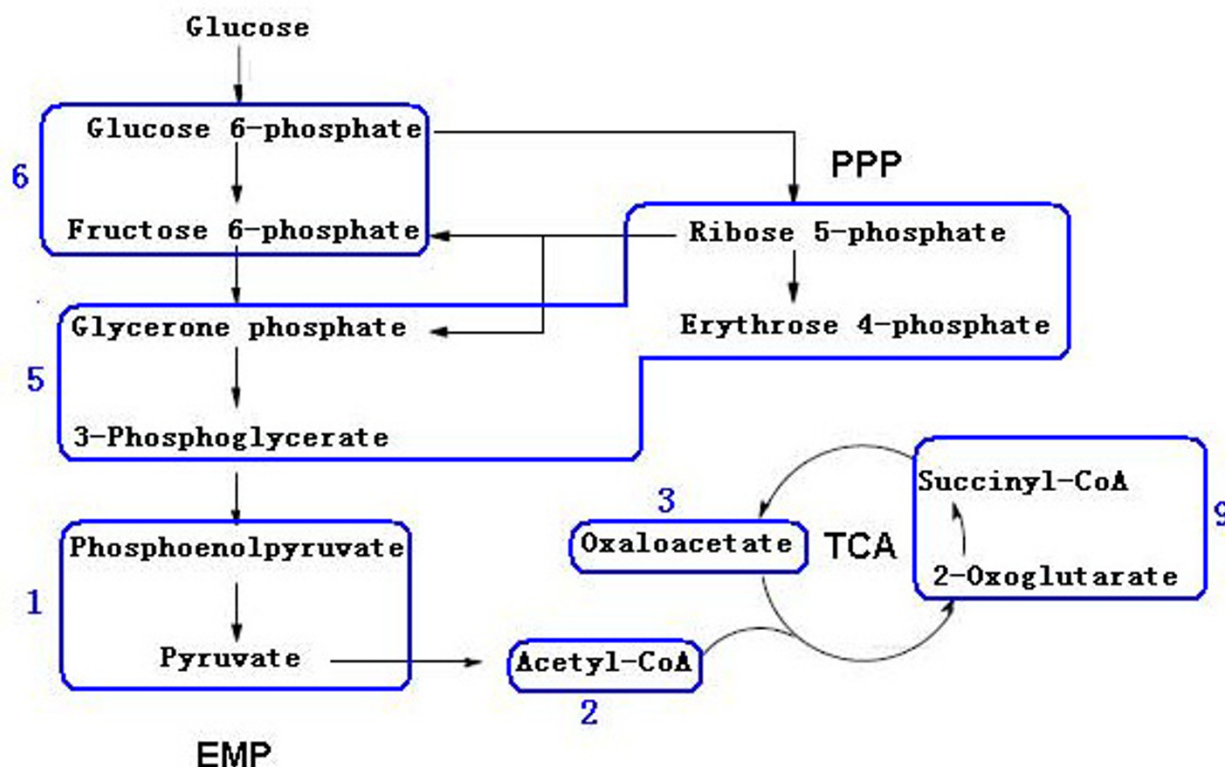 Glucose
Glucose 6-phosphate
6
PPP
Fructose 6-phosphate
Ribose 5-phosphate
Glycerone phosphate
Erythrose 4-phosphate
5
3-Phosphoglycerate
Succinyl-CoA
3
9
Phosphoenolpyruvate
Oxaloacetate
TCA
2-Oxoglutarate
1
Pyruvate
Acetyl-CoA
2
EMP